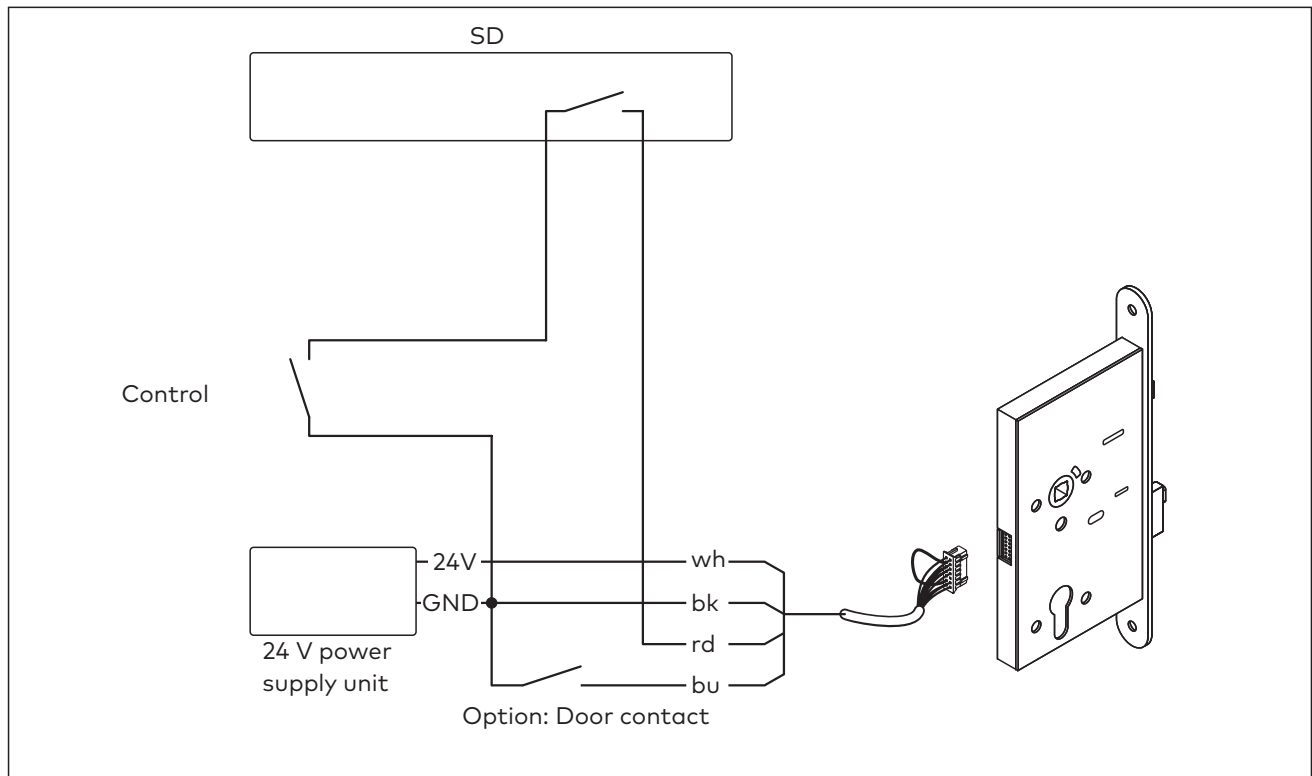 SD
Control
24V
wh
GND
bk
24 V power
supply unit
rd
bu
Option: Door contact